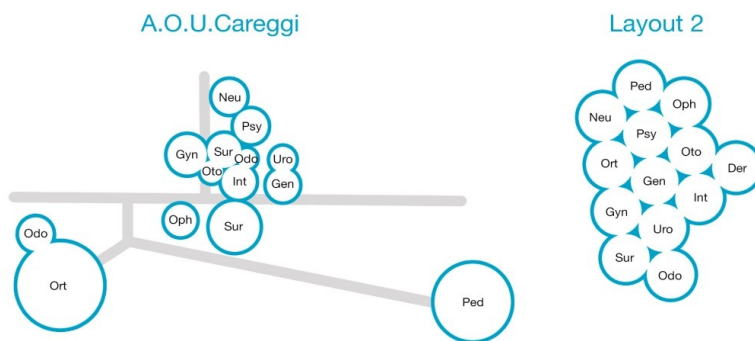 A.O.U.Careggi
Neu
Psy
Gyn
Sur
Odo
Oto
Uro
Int
Gen
Oph
Sur
Odo
Ort
Ped
Layout 2
Ped
Oph
Neu
Psy
Oto
Ort
Der
Gen
Int
Gyn
Uro
Sur
Odo